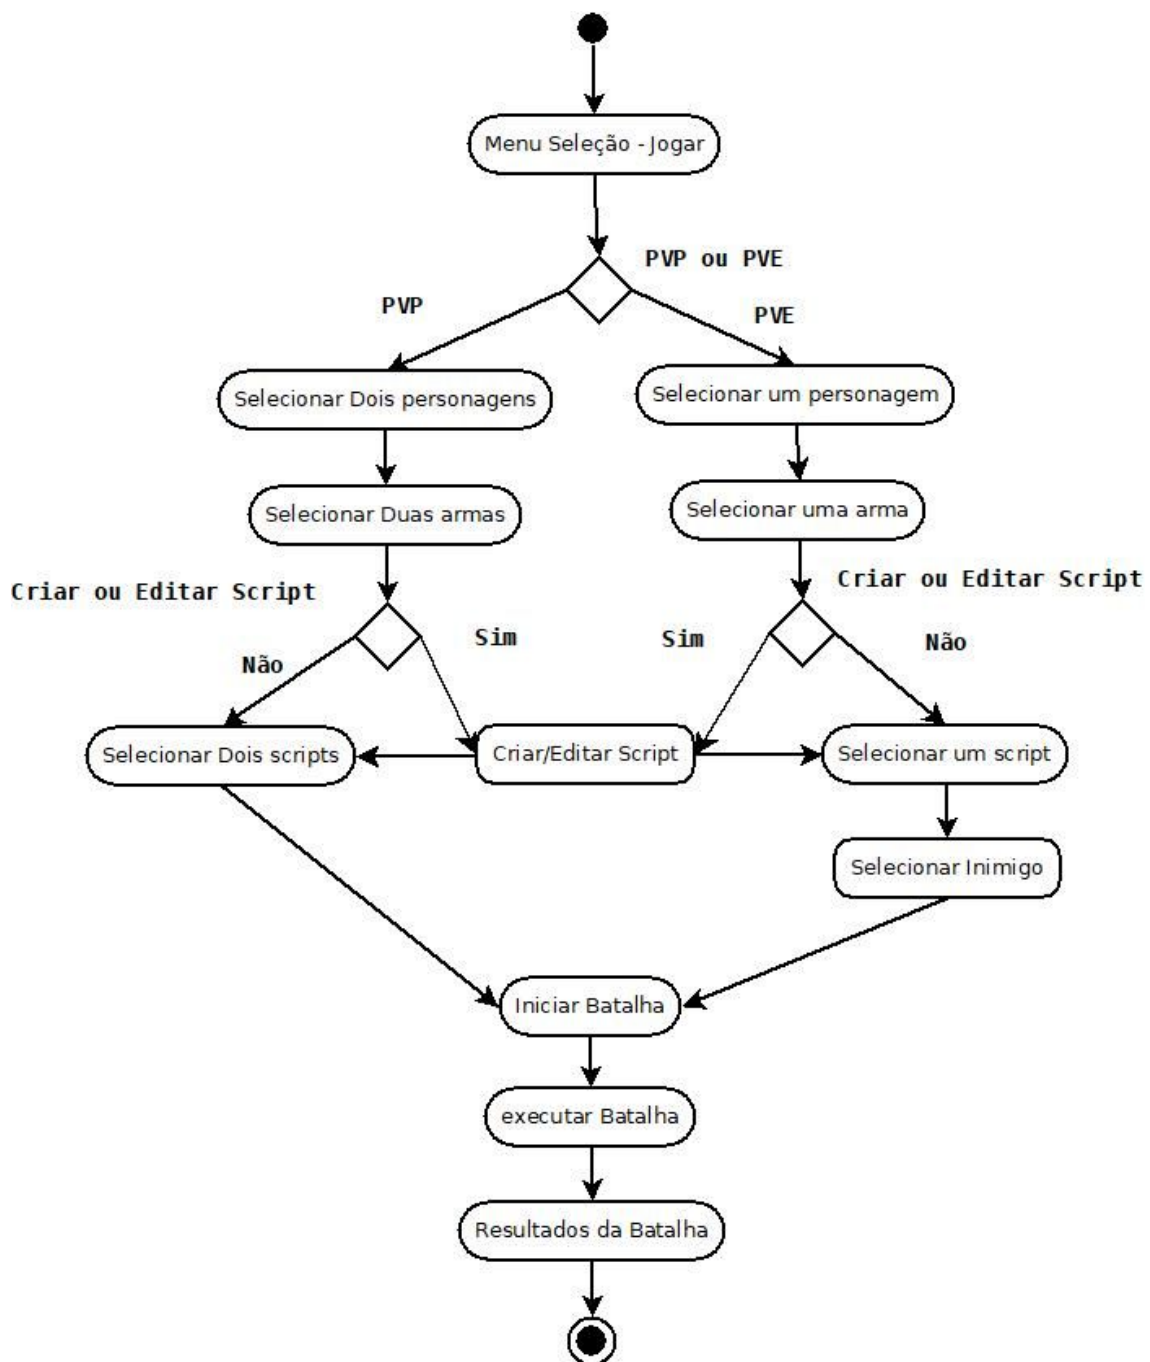 Menu Seleção - Jogar
PVP ou PVE
PVP
PVE
Selecionar Dois personagens
Selecionar um personagem
Selecionar Duas armas
Selecionar uma arma
Criar ou Editar Script
Criar ou Editar Script
Não
Sim
Sim
Não
Selecionar Dois scripts
Criar/Editar Script
Selecionar um script
Selecionar Inimigo
Iniciar Batalha
executar Batalha
Resultados da Batalha